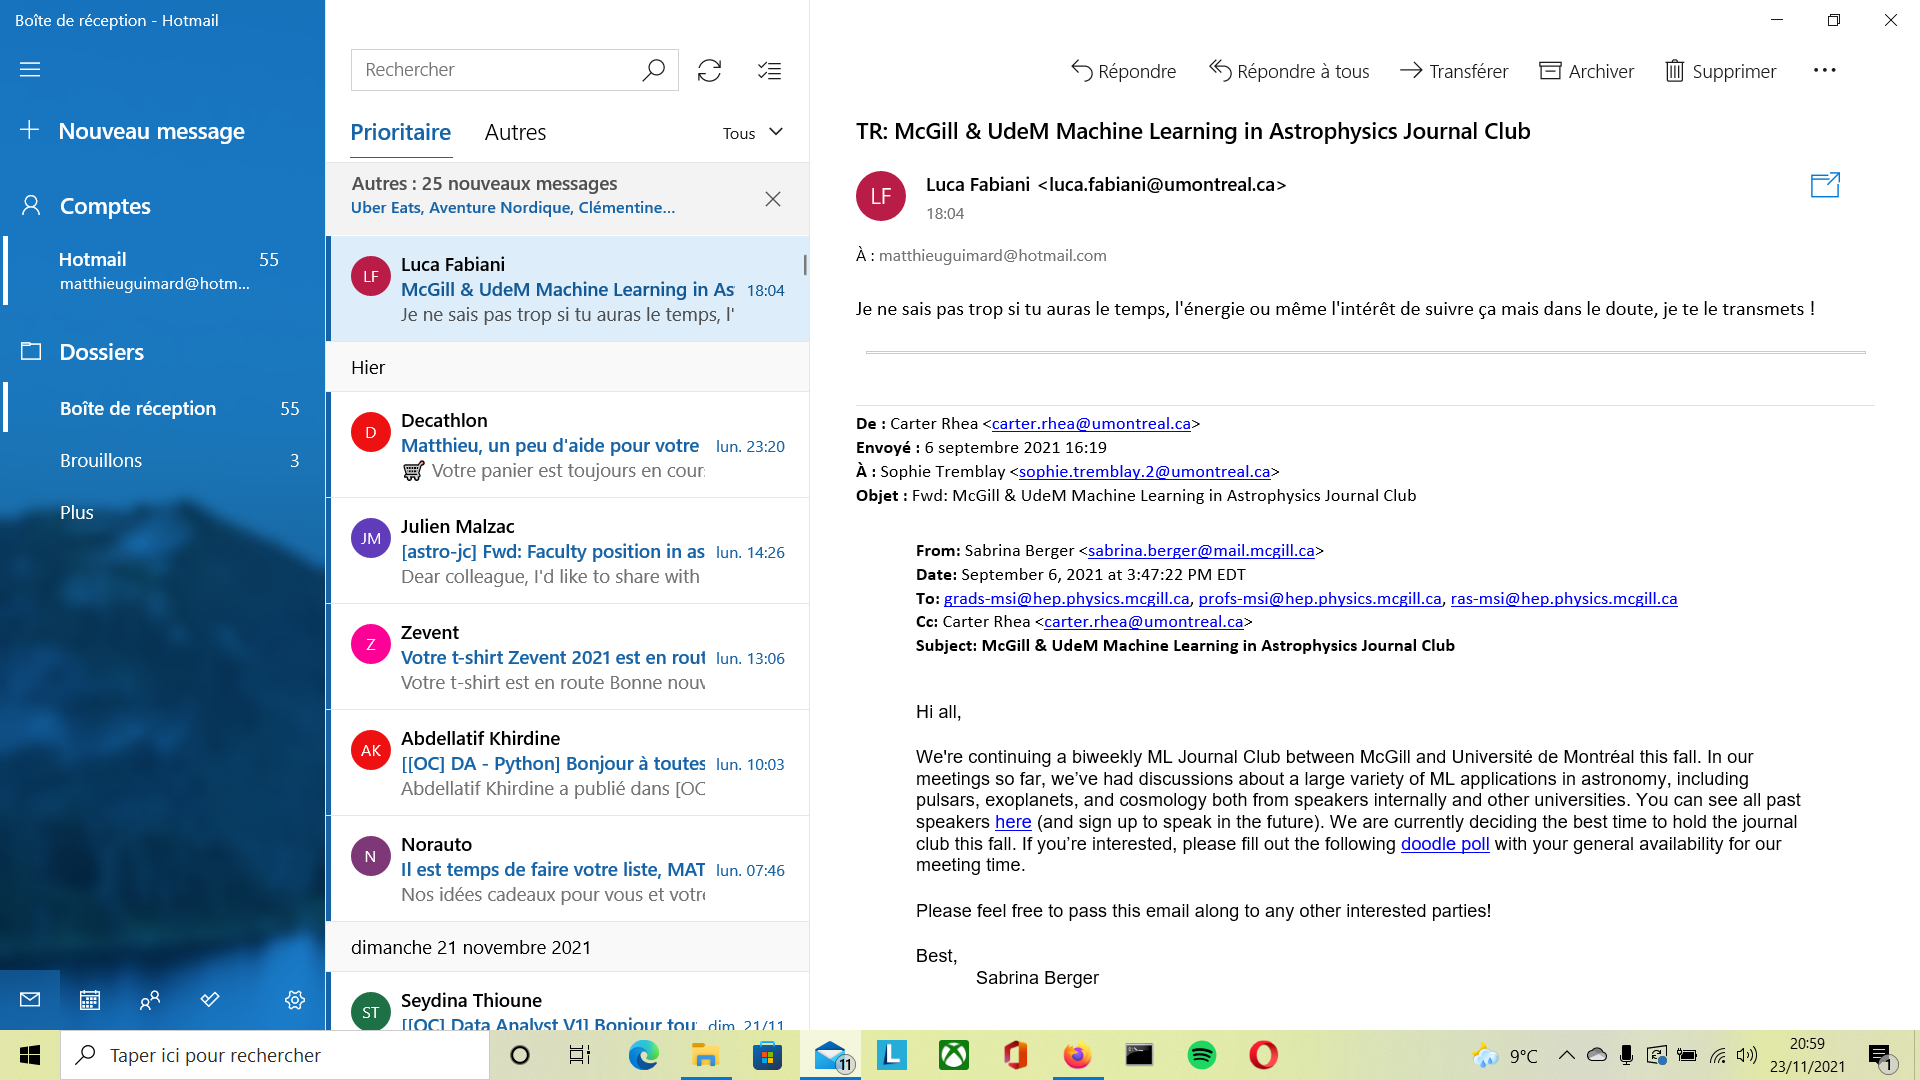 Boîte de réception - Hotmail
Nouveau message
Comptes
Hotmail 55
matthieuguimard@hotm...
Dossiers
Boîte de réception 55
Brouillons 3
Plus
Rechercher
Prioritaire Autres Tous
Autres : 25 nouveaux messages
Uber Eats, Aventure Nordique, Clémentine...
LF
Luca Fabiani
McGill & UdeM Machine Learning in As 18:04
Je ne sais pas trop si tu auras le temps, l'
Hier
D
Decathlon
Matthieu, un peu d'aide pour votre lun. 23:20
Votre panier est toujours en cour
JM
Julien Malzac
[astro-jc] Fwd: Faculty position in as lun. 14:26
Dear colleague, I'd like to share with
Z
Zevent
Votre t-shirt Zevent 2021 est en rout lun. 13:06
Votre t-shirt est en route Bonne nouv
AK
Abdellatif Khirdine
[[OC] DA - Python] Bonjour à toutes lun. 10:03
Abdellatif Khirdine a publié dans [OC
N
Norauto
Il est temps de faire votre liste, MAT lun. 07:46
Nos idées cadeaux pour vous et votre
dimanche 21 novembre 2021
ST
Seydina Thioune
[[OC] Data Analyst V1] Bonjour tou dim. 21/11
Répondre Répondre à tous Transférer Archiver Supprimer
TR: McGill & UdeM Machine Learning in Astrophysics Journal Club
LF
Luca Fabiani <luca.fabiani@umontreal.ca>
18:04
À : matthieuguimard@hotmail.com
Je ne sais pas trop si tu auras le temps, l'énergie ou même l'intérêt de suivre ça mais dans le doute, je te le transmets !
De : Carter Rhea <carter.rhea@umontreal.ca>
Envoyé : 6 septembre 2021 16:19
À : Sophie Tremblay <sophie.tremblay.2@umontreal.ca>
Objet : Fwd: McGill & UdeM Machine Learning in Astrophysics Journal Club
From: Sabrina Berger <sabrina.berger@mail.mcgill.ca>
Date: September 6, 2021 at 3:47:22 PM EDT
To: grads-msi@hep.physics.mcgill.ca, profs-msi@hep.physics.mcgill.ca, ras-msi@hep.physics.mcgill.ca
Cc: Carter Rhea <carter.rhea@umontreal.ca>
Subject: McGill & UdeM Machine Learning in Astrophysics Journal Club
Hi all,
We're continuing a biweekly ML Journal Club between McGill and Université de Montréal this fall. In our
meetings so far, we've had discussions about a large variety of ML applications in astronomy, including
pulsars, exoplanets, and cosmology both from speakers internally and other universities. You can see all past
speakers here (and sign up to speak in the future). We are currently deciding the best time to hold the journal
club this fall. If you're interested, please fill out the following doodle poll with your general availability for our
meeting time.
Please feel free to pass this email along to any other interested parties!
Best,
Sabrina Berger
Taper ici pour rechercher
11
L
9°C
20:59
23/11/2021
1